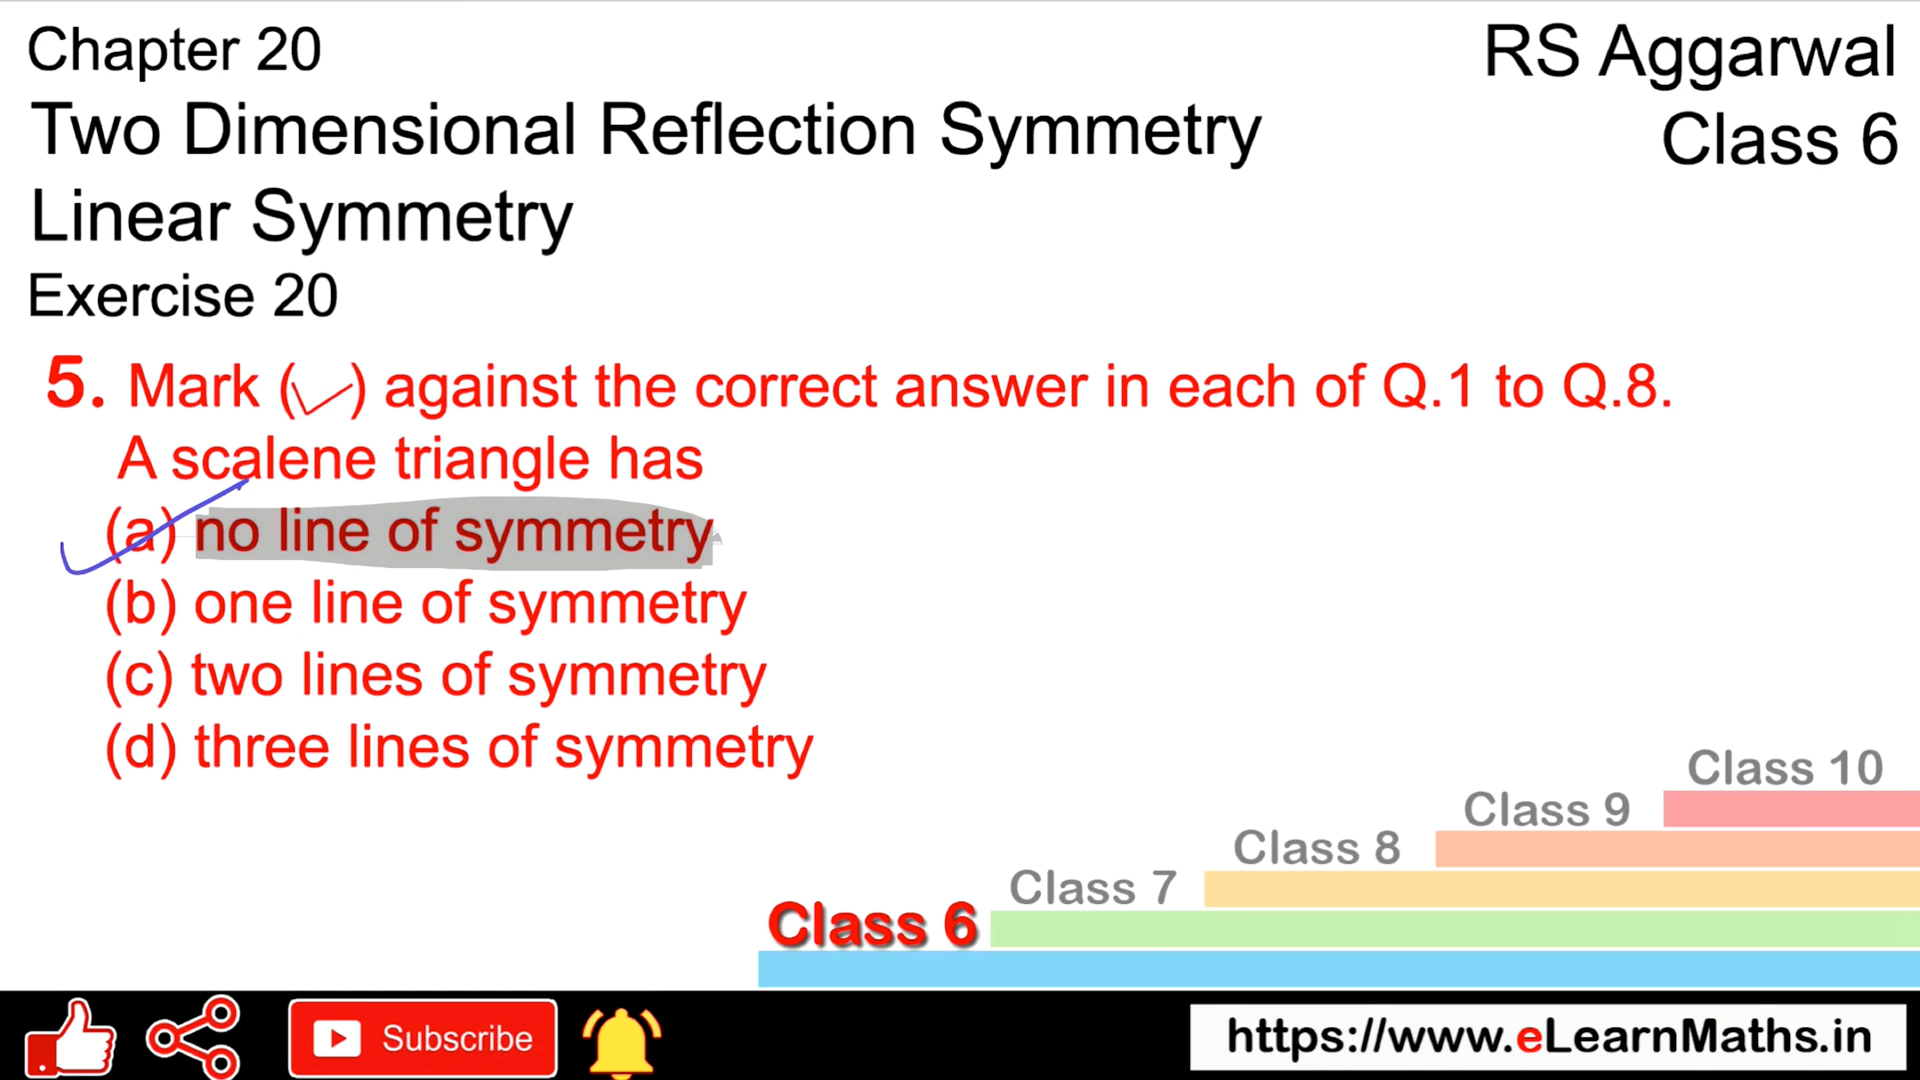 Chapter 20
RS Aggarwal
Two Dimensional Reflection Symmetry
Class 6
Linear Symmetry
Exercise 20
5. Mark (✓) against the correct answer in each of Q.1 to Q.8.
A scalene triangle has
(a) no line of symmetry
(b) one line of symmetry
(c) two lines of symmetry
(d) three lines of symmetry
Class 10
Class 9
Class 8
Class 7
Class 6
Subscribe
https://www.eLearnMaths.in